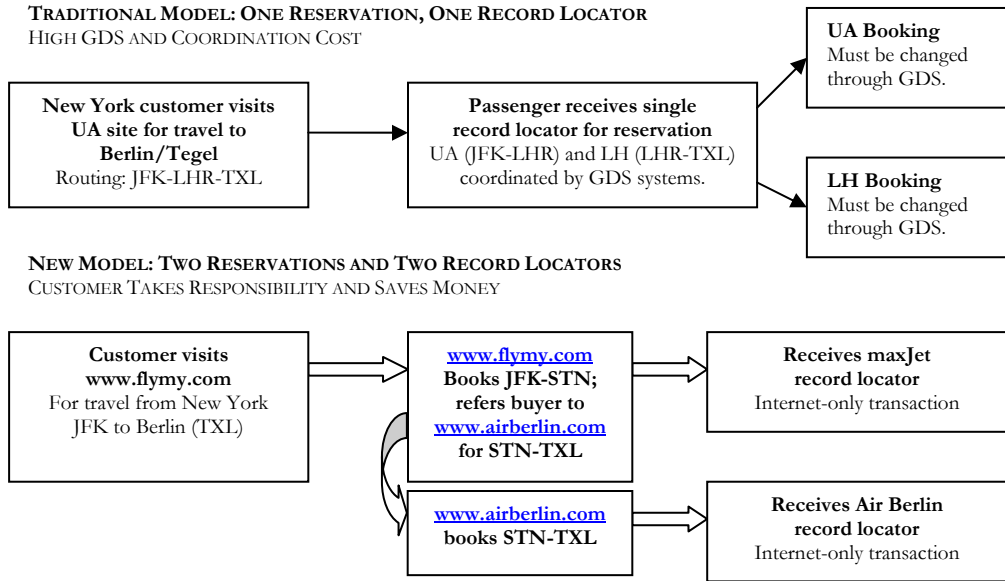 TRADITIONAL MODEL: ONE RESERVATION, ONE RECORD LOCATOR
HIGH GDS AND COORDINATION COST
New York customer visits
UA site for travel to
Berlin/Tegel
Routing: JFK-LHR-TXL
Passenger receives single
record locator for reservation
UA (JFK-LHR) and LH (LHR-TXL)
coordinated by GDS systems.
UA Booking
Must be changed
through GDS.
LH Booking
Must be changed
through GDS.
NEW MODEL: TWO RESERVATIONS AND TWO RECORD LOCATORS
CUSTOMER TAKES RESPONSIBILITY AND SAVES MONEY
Customer visits
www.flymy.com
For travel from New York
JFK to Berlin (TXL)
www.flymy.com
Books JFK-STN;
refers buyer to
www.airberlin.com
for STN-TXL
Receives maxJet
record locator
Internet-only transaction
www.airberlin.com
books STN-TXL
Receives Air Berlin
record locator
Internet-only transaction